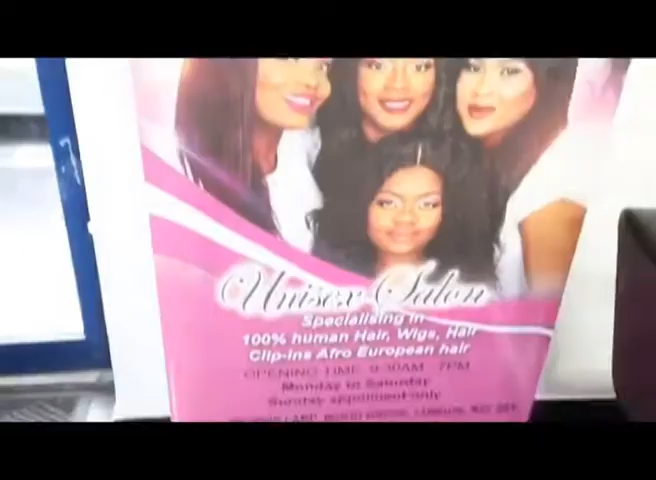 Unisex Salon
Specialising in
100% human Hair, Wigs, Hair
Clip-ins Afro European hair
OPENING TIME 9:30AM 7PM
Monday to Saturday
Sunday appointment only